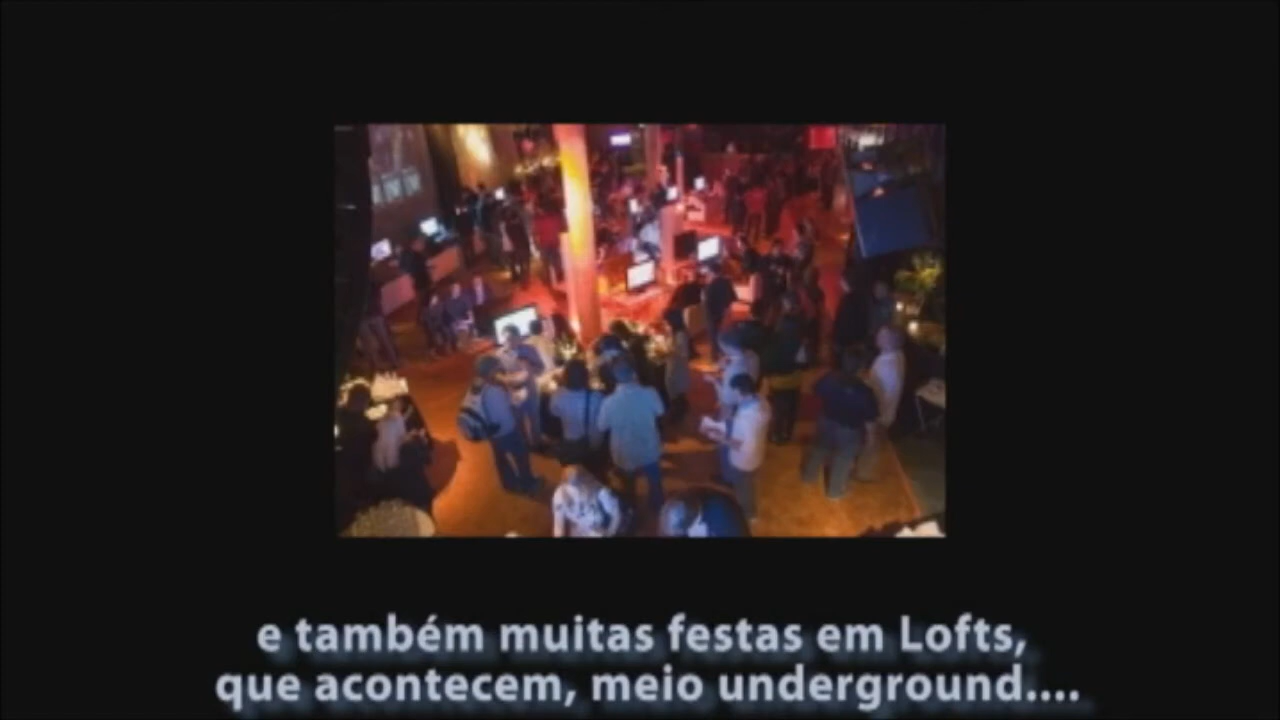 e também muitas festas em Lofts,
que acontecem, meio underground....